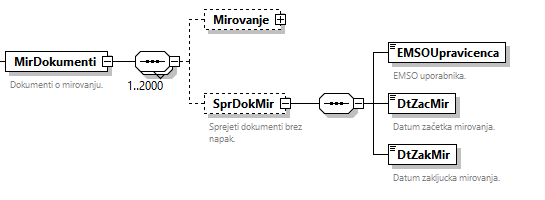 Mirovanje
EMSOUpravicenca
EMSO uporabnika.
MirDokumenti
Dokumenti o mirovanju.
1..2000
SprDokMir
Sprejeti dokumenti brez
napak.
DtZacMir
Datum začetka mirovanja.
DtZakMir
Datum zakljucka mirovanja.